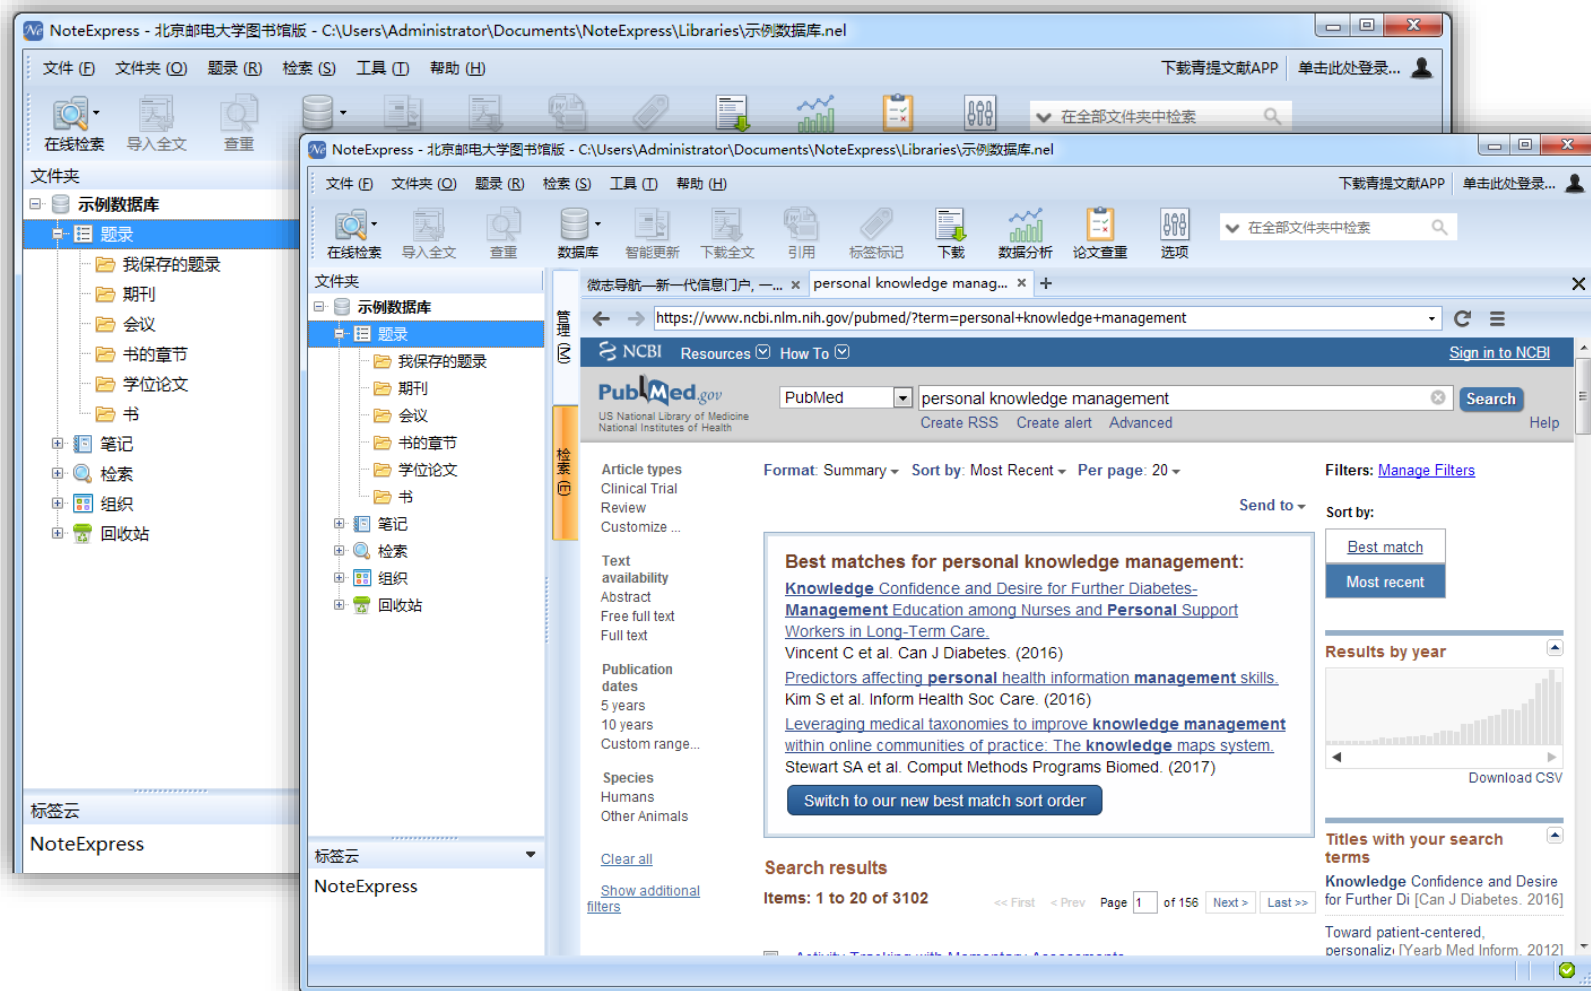 NoteExpress - 北京邮电大学图书馆版 - C:\Users\Administrator\Documents\NoteExpress\Libraries\示例数据库.nel
文件 (F) 文件夹 (O) 题录 (R) 检索 (S) 工具 (T) 帮助 (H) 下载青提文献APP 单击此处登录...
在全部文件夹中检索
在线检索 导入全文 查重
文件夹
示例数据库
题录
我保存的题录
期刊
会议
书的章节
学位论文
书
笔记
检索
组织
回收站
标签云
NoteExpress
NoteExpress - 北京邮电大学图书馆版 - C:\Users\Administrator\Documents\NoteExpress\Libraries\示例数据库.nel
文件 (F) 文件夹 (O) 题录 (R) 检索 (S) 工具 (T) 帮助 (H) 下载青提文献APP 单击此处登录...
在全部文件夹中检索
在线检索 导入全文 查重 数据库 智能更新 下载全文 引用 标签标记 下载 数据分析 论文查重 选项
文件夹
示例数据库
题录
我保存的题录
期刊
会议
书的章节
学位论文
书
笔记
检索
组织
回收站
标签云
NoteExpress
管理 (M)
检索 (E)
微志导航—新一代信息门户, 一... personal knowledge manag...
https://www.ncbi.nlm.nih.gov/pubmed/?term=personal+knowledge+management
NCBI Resources How To Sign in to NCBI
PubMed.gov
US National Library of Medicine
National Institutes of Health
PubMed personal knowledge management Search
Create RSS Create alert Advanced Help
Article types
Clinical Trial
Review
Customize ...
Text
availability
Abstract
Free full text
Full text
Publication
dates
5 years
10 years
Custom range...
Species
Humans
Other Animals
Clear all
Show additional
filters
Format: Summary Sort by: Most Recent Per page: 20
Send to
Best matches for personal knowledge management:
Knowledge Confidence and Desire for Further Diabetes-
Management Education among Nurses and Personal Support
Workers in Long-Term Care.
Vincent C et al. Can J Diabetes. (2016)
Predictors affecting personal health information management skills.
Kim S et al. Inform Health Soc Care. (2016)
Leveraging medical taxonomies to improve knowledge management
within online communities of practice: The knowledge maps system.
Stewart SA et al. Comput Methods Programs Biomed. (2017)
Switch to our new best match sort order
Search results
Items: 1 to 20 of 3102 << First < Prev Page 1 of 156 Next > Last >>
Filters: Manage Filters
Sort by:
Best match
Most recent
Results by year
Download CSV
Titles with your search
terms
Knowledge Confidence and Desire
for Further Di [Can J Diabetes. 2016]
Toward patient-centered,
personaliz [Yearb Med Inform. 2012]